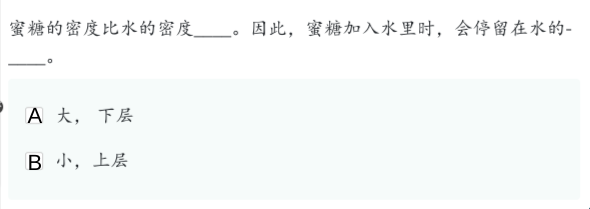 蜜糖的密度比水的密度____。因此，蜜糖加入水里时，会停留在水的-
____。
A 大， 下层
B 小，上层